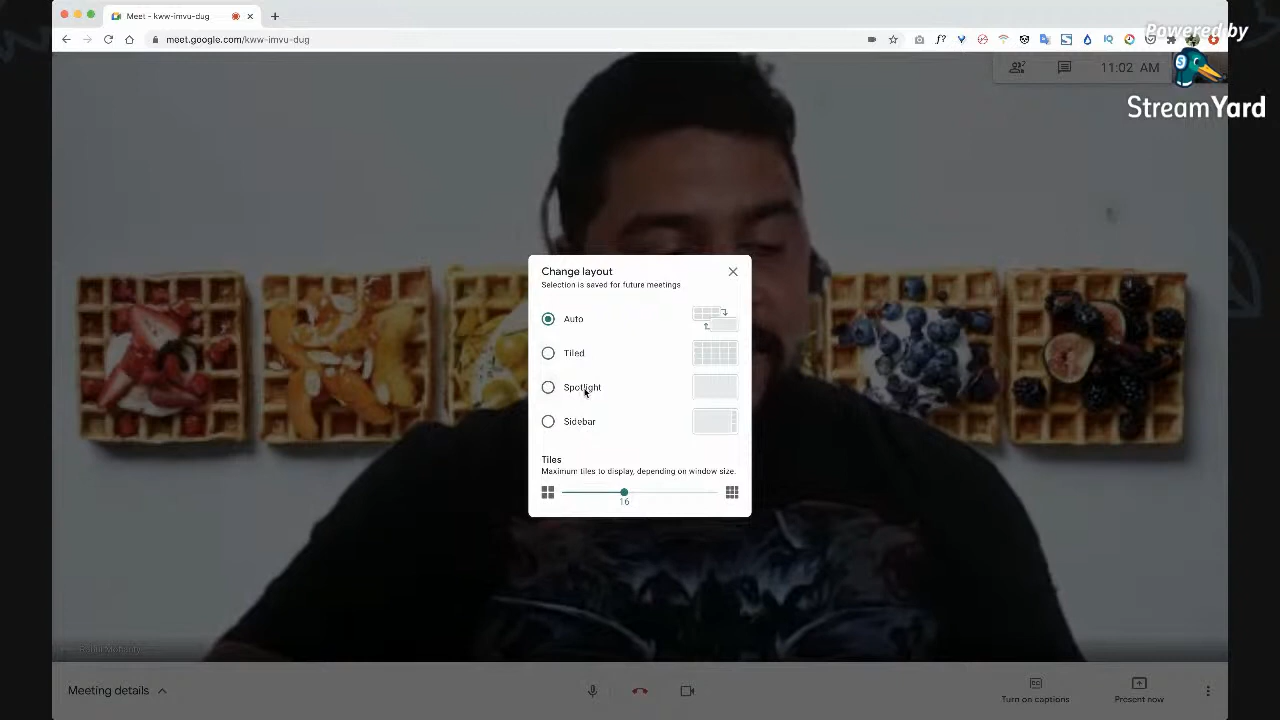 Meet - kww-imvu-dug
meet.google.com/kww-imvu-dug
Powered by
StreamYard
11:02 AM
Change layout
Selection is saved for future meetings
Auto
Tiled
Spotlight
Sidebar
Tiles
Maximum tiles to display, depending on window size.
16
Meeting details
Turn on captions
Present now